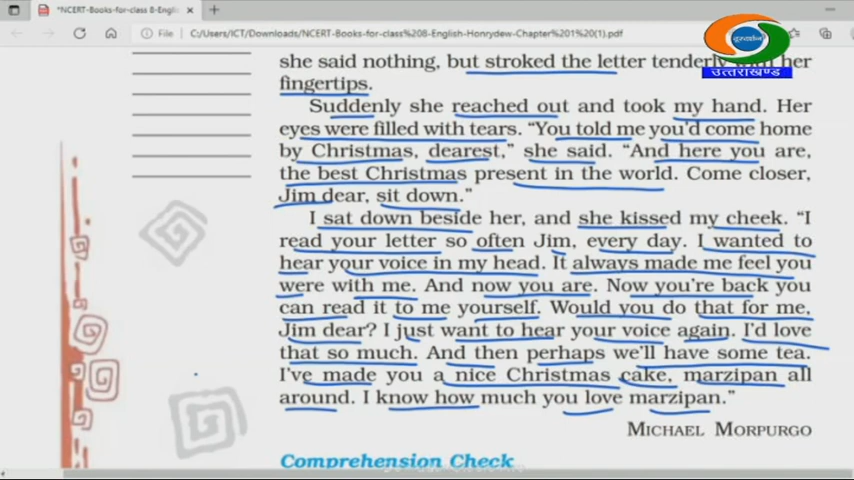 *NCERT-Books-for-class 8-Englis
File
C:/Users/ICT/Downloads/NCERT-Books-for-class%208-English-Honrydew-Chapter%201%20(1).pdf
दूरदर्शन
उत्तराखण्ड
she said nothing, but stroked the letter tenderly with her
fingertips.
Suddenly she reached out and took my hand. Her
eyes were filled with tears. “You told me you’d come home
by Christmas, dearest,” she said. “And here you are,
the best Christmas present in the world. Come closer,
Jim dear, sit down.”
I sat down beside her, and she kissed my cheek. “I
read your letter so often Jim, every day. I wanted to
hear your voice in my head. It always made me feel you
were with me. And now you are. Now you’re back you
can read it to me yourself. Would you do that for me,
Jim dear? I just want to hear your voice again. I’d love
that so much. And then perhaps we’ll have some tea.
I’ve made you a nice Christmas cake, marzipan all
around. I know how much you love marzipan.”
MICHAEL MORPURGO
Comprehension Check